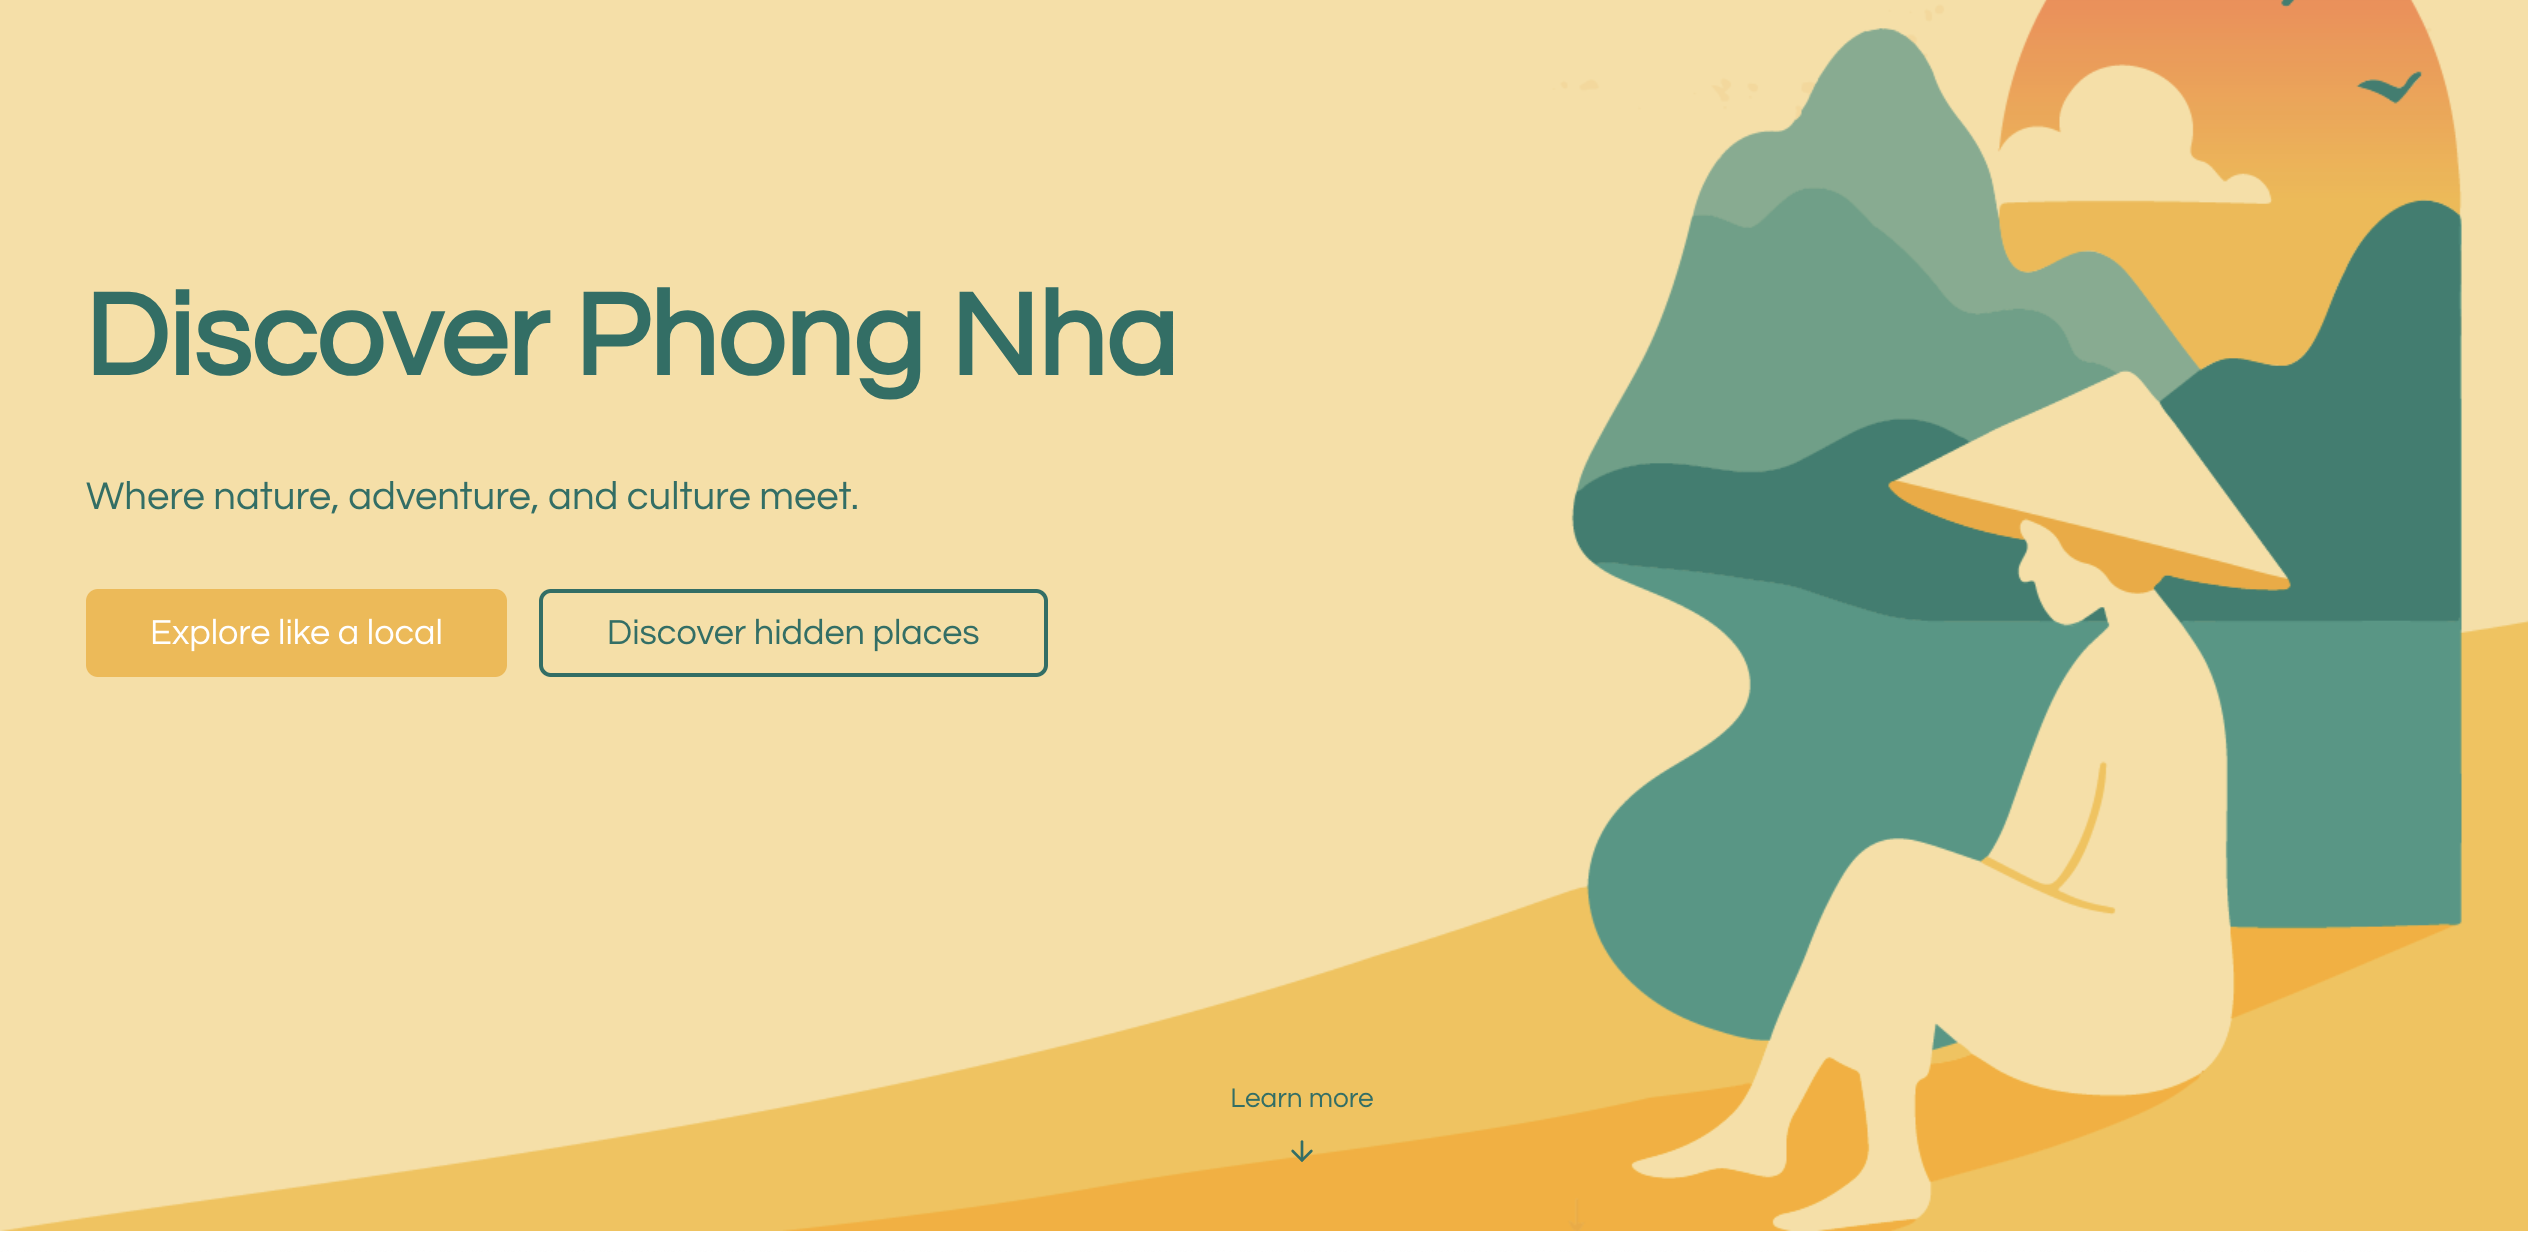 Discover Phong Nha
Where nature, adventure, and culture meet.
Explore like a local
Discover hidden places
Learn more